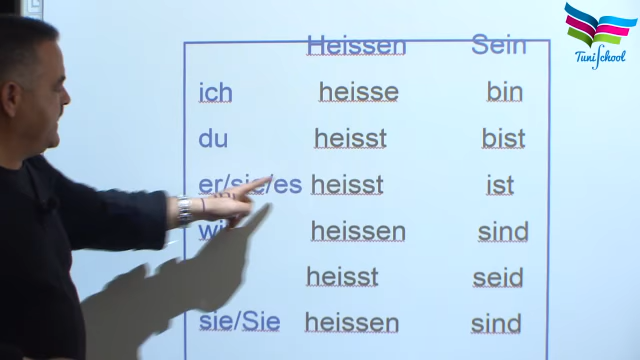 Heissen Sein
ich heisse bin
du heisst bist
er/sie/es heisst ist
heissen sind
heisst seid
sie/Sie heissen sind
TuniSchool